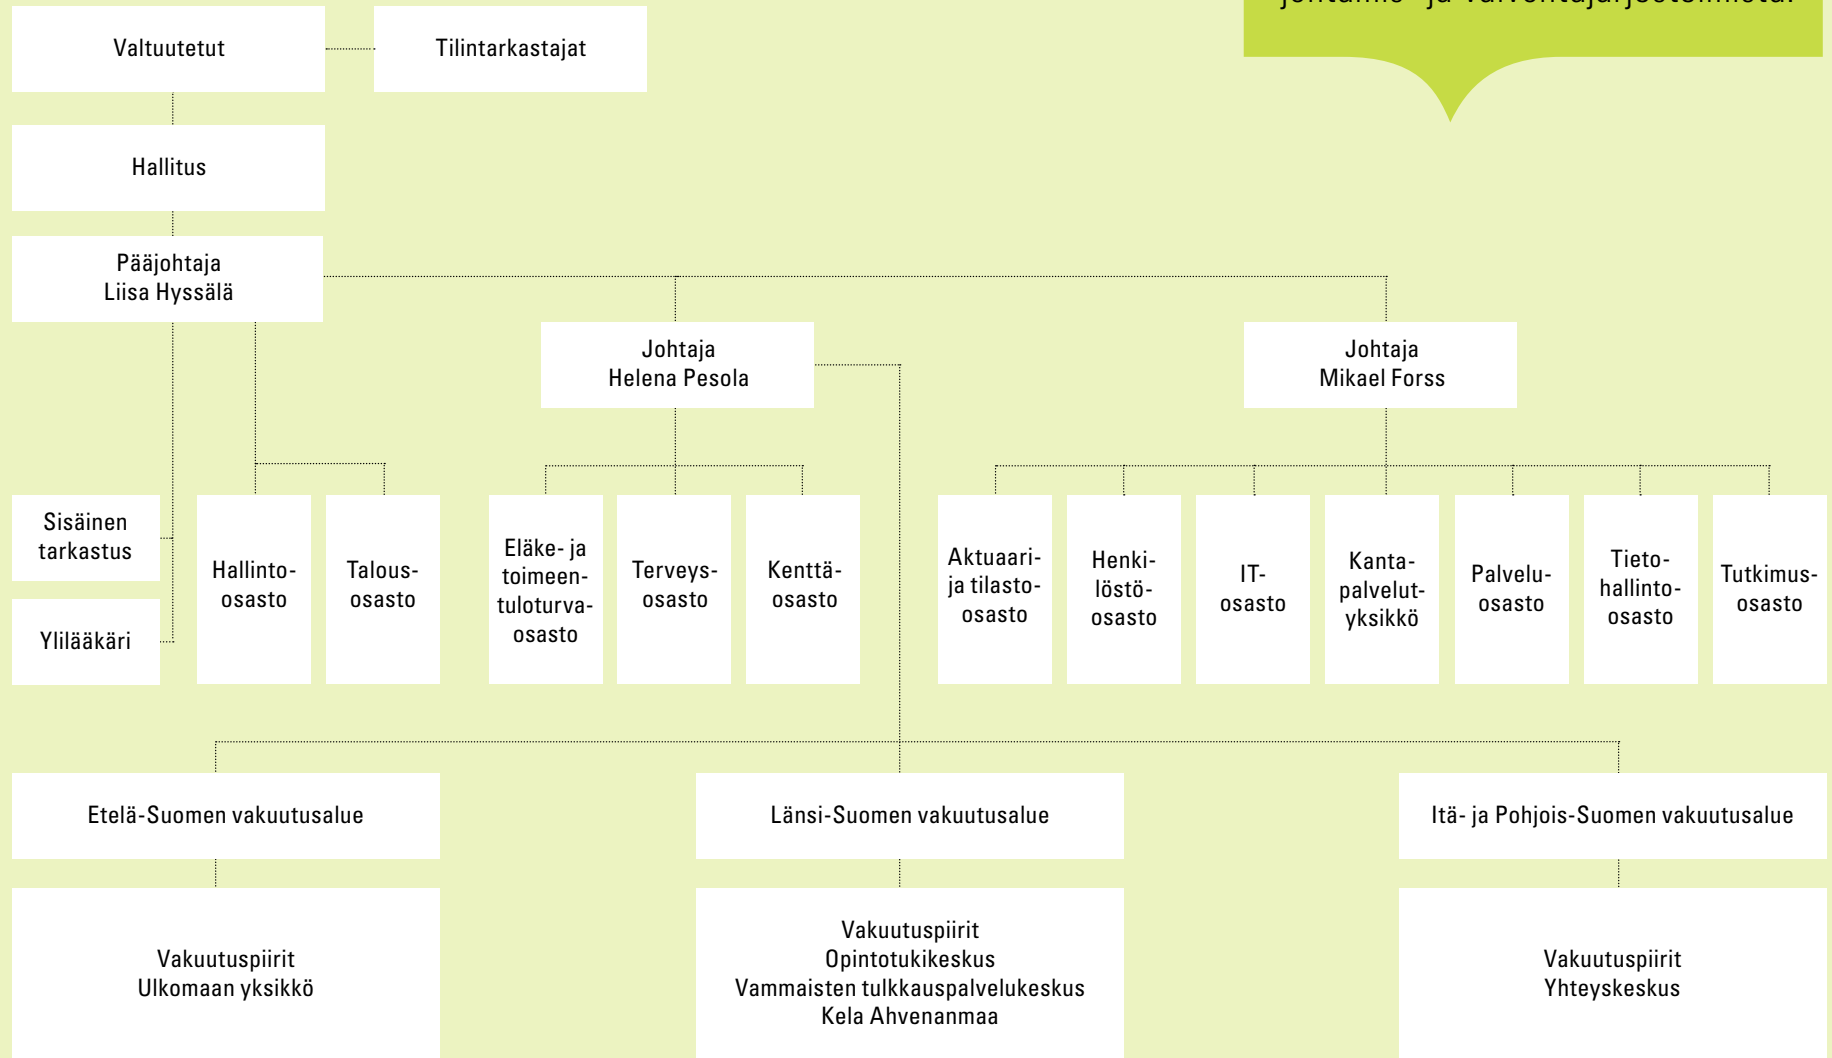 johtamis- ja valvontajärjestelmistä.
Valtuutetut
Tilintarkastajat
Hallitus
Pääjohtaja
Liisa Hyssälä
Johtaja
Helena Pesola
Johtaja
Mikael Forss
Sisäinen
tarkastus
Ylilääkäri
Hallinto-
osasto
Talous-
osasto
Eläke- ja
toimeen-
tuloturva-
osasto
Terveys-
osasto
Kenttä-
osasto
Aktuaari-
ja tilasto-
osasto
Henki-
löstö-
osasto
IT-
osasto
Kanta-
palvelut-
yksikkö
Palvelu-
osasto
Tieto-
hallinto-
osasto
Tutkimus-
osasto
Etelä-Suomen vakuutusalue
Länsi-Suomen vakuutusalue
Itä- ja Pohjois-Suomen vakuutusalue
Vakuutuspiirit
Ulkomaan yksikkö
Vakuutuspiirit
Opintotukikeskus
Vammaisten tulkkauspalvelukeskus
Kela Ahvenanmaa
Vakuutuspiirit
Yhteyskeskus